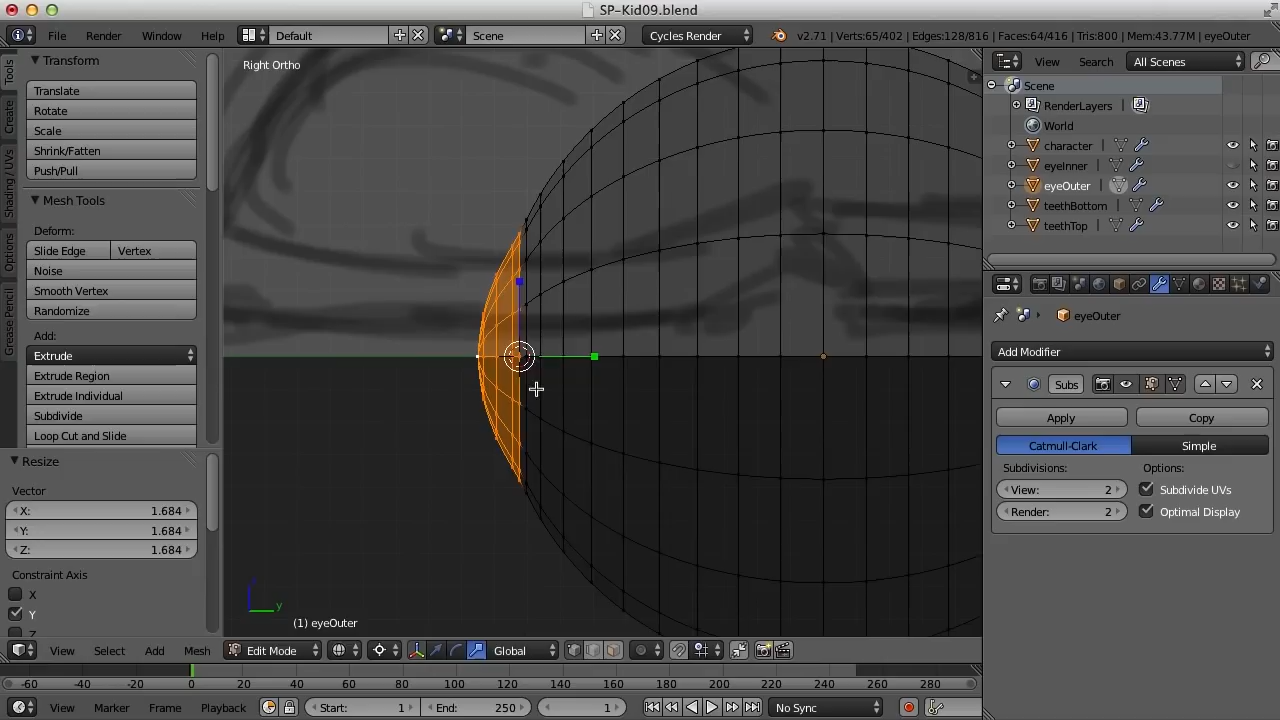 SP-Kid09.blend
File Render Window Help Default Scene Cycles Render v2.71 | Verts:65/402 | Edges:128/816 | Faces:64/416 | Tris:800 | Mem:43.77M | eyeOuter
Tools
Create
Shading / UVs
Options
Grease Pencil
Transform
Translate
Rotate
Scale
Shrink/Fatten
Push/Pull
Mesh Tools
Deform:
Slide Edge Vertex
Noise
Smooth Vertex
Randomize
Add:
Extrude
Extrude Region
Extrude Individual
Subdivide
Loop Cut and Slide
Resize
Vector
X: 1.684
Y: 1.684
Z: 1.684
Constraint Axis
X
Y
Z
Right Ortho
y
(1) eyeOuter
View Select Add Mesh Edit Mode Global
View Search All Scenes
Scene
RenderLayers
World
character
eyeInner
eyeOuter
teethBottom
teethTop
eyeOuter
Add Modifier
Subs
Apply Copy
Catmull-Clark Simple
Subdivisions: Options:
View: 2 Subdivide UVs
Render: 2 Optimal Display
-60 -40 -20 0 20 40 60 80 100 120 140 160 180 200 220 240 260 280
View Marker Frame Playback Start: 1 End: 250 1 No Sync